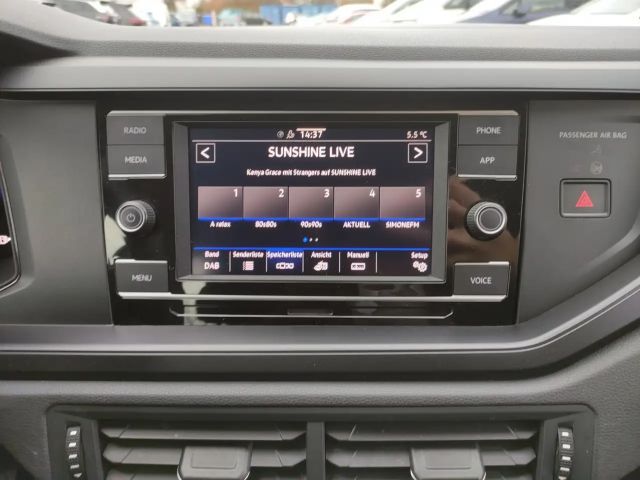 RADIO
MEDIA
MENU
14:37
5.5 °C
SUNSHINE LIVE
Kenya Grace mit Strangers auf SUNSHINE LIVE
1 2 3 4 5
A relax 80s80s 90s90s AKTUELL SIMONEFM
Band Senderliste Speicherliste Ansicht Manuell Setup
DAB
PHONE
APP
VOICE
PASSENGER AIR BAG